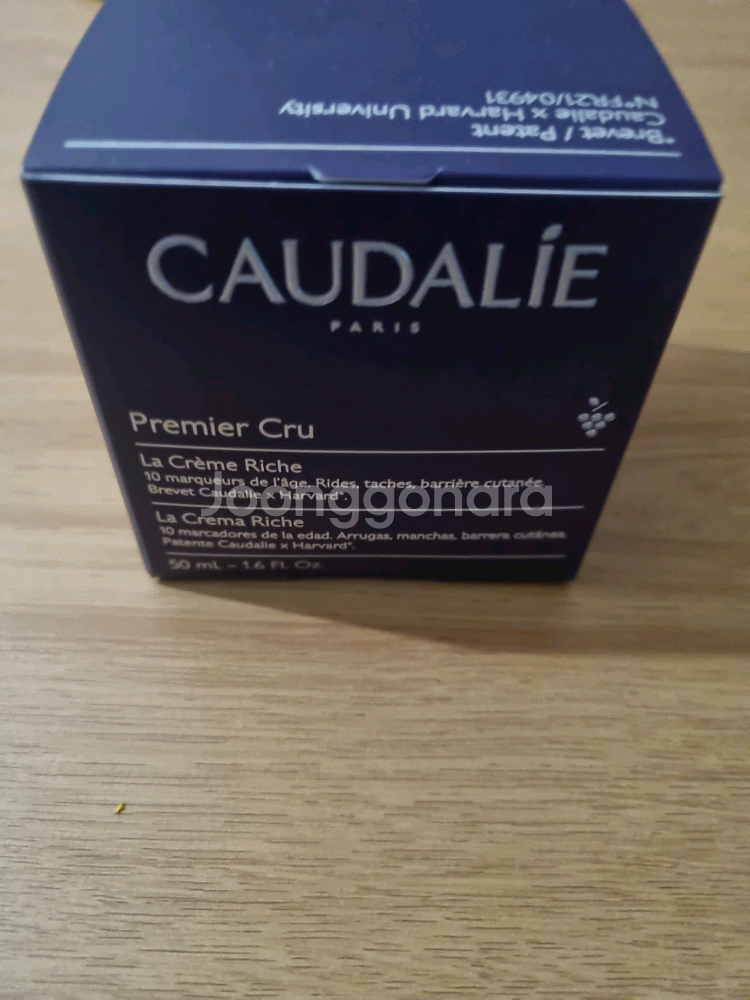 *Brevet / Patent
Caudalie x Harvard University
N°FR21/04931
CAUDALÍE
PARIS
Premier Cru
La Crème Riche
10 marqueurs de l'âge. Rides, taches, barrière cutanée.
Brevet Caudalie x Harvard*.
Joonggonara
La Crema Riche
10 marcadores de la edad. Arrugas, manchas, barrera cutánea.
Patente Caudalie x Harvard*.
50 mL – 1.6 Fl. Oz.